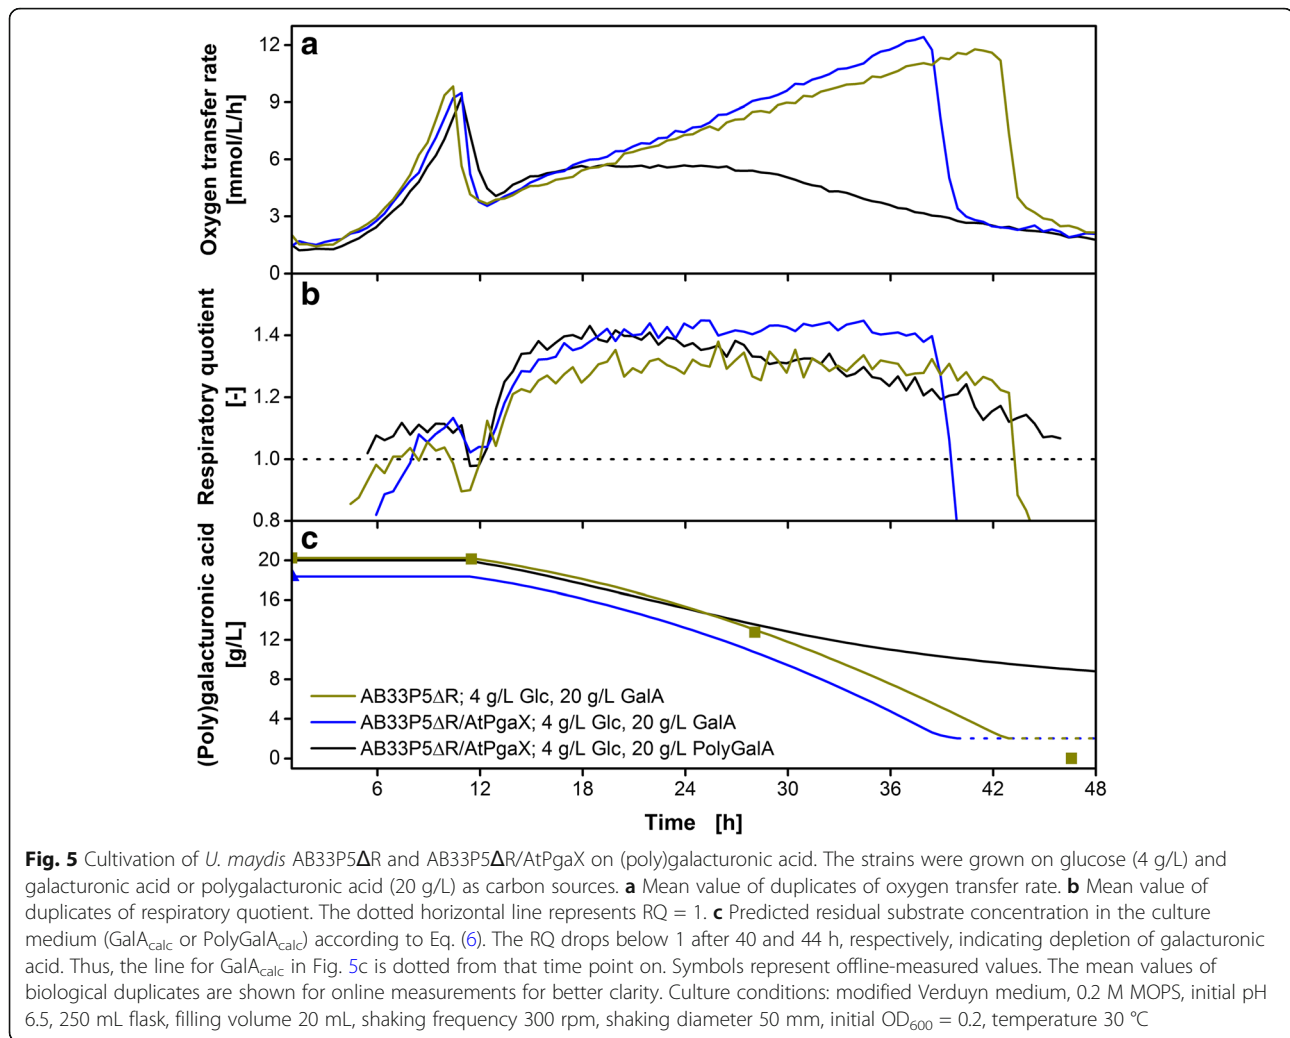 a
Oxygen transfer rate
[mmol/L/h]
12
9
6
3
0
b
Respiratory quotient
[-]
1.4
1.2
1.0
0.8
c
(Poly)galacturonic acid
[g/L]
20
16
12
8
4
0
AB33P5ΔR; 4 g/L Glc, 20 g/L GalA
AB33P5ΔR/AtPgaX; 4 g/L Glc, 20 g/L GalA
AB33P5ΔR/AtPgaX; 4 g/L Glc, 20 g/L PolyGalA
6 12 18 24 30 36 42 48
Time [h]
Fig. 5 Cultivation of U. maydis AB33P5ΔR and AB33P5ΔR/AtPgaX on (poly)galacturonic acid. The strains were grown on glucose (4 g/L) and
galacturonic acid or polygalacturonic acid (20 g/L) as carbon sources. a Mean value of duplicates of oxygen transfer rate. b Mean value of
duplicates of respiratory quotient. The dotted horizontal line represents RQ = 1. c Predicted residual substrate concentration in the culture
medium (GalAcalc or PolyGalAcalc) according to Eq. (6). The RQ drops below 1 after 40 and 44 h, respectively, indicating depletion of galacturonic
acid. Thus, the line for GalAcalc in Fig. 5c is dotted from that time point on. Symbols represent offline-measured values. The mean values of
biological duplicates are shown for online measurements for better clarity. Culture conditions: modified Verduyn medium, 0.2 M MOPS, initial pH
6.5, 250 mL flask, filling volume 20 mL, shaking frequency 300 rpm, shaking diameter 50 mm, initial OD600 = 0.2, temperature 30 °C